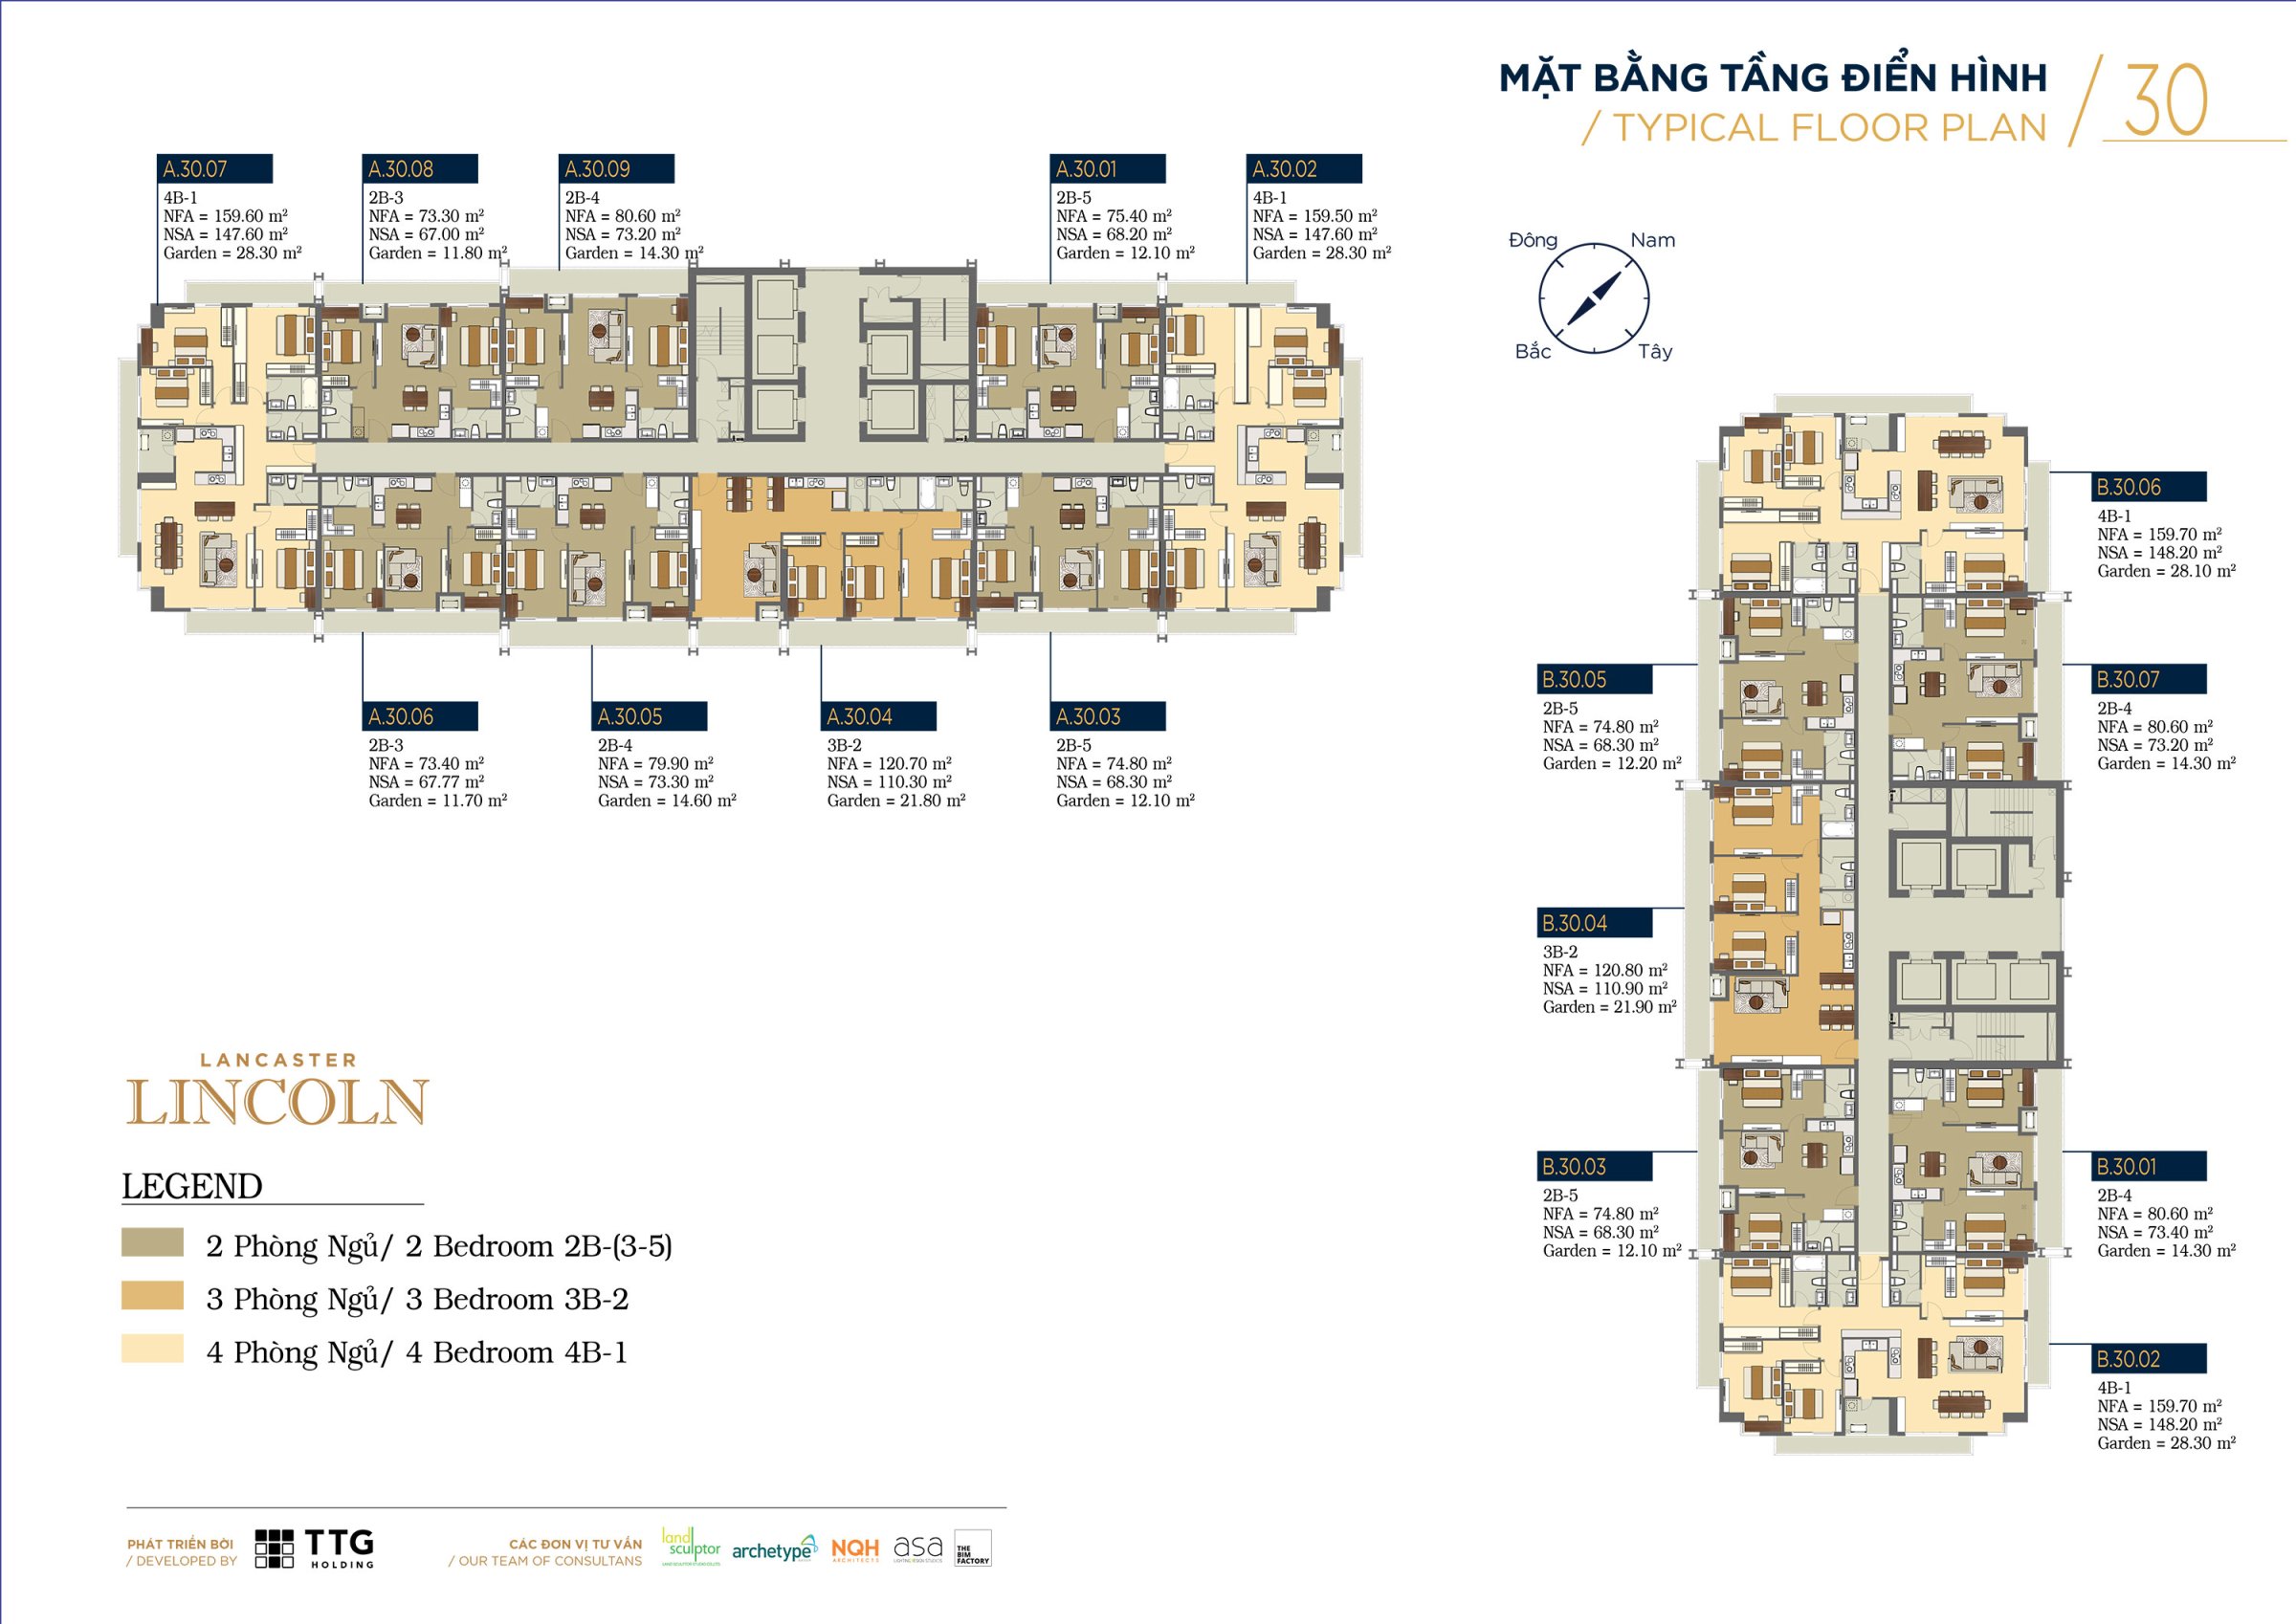 MẶT BẰNG TẦNG ĐIỂN HÌNH
/ TYPICAL FLOOR PLAN
/ 30
A.30.07
4B-1
NFA = 159.60 m²
NSA = 147.60 m²
Garden = 28.30 m²
A.30.08
2B-3
NFA = 73.30 m²
NSA = 67.00 m²
Garden = 11.80 m²
A.30.09
2B-4
NFA = 80.60 m²
NSA = 73.20 m²
Garden = 14.30 m²
A.30.01
2B-5
NFA = 75.40 m²
NSA = 68.20 m²
Garden = 12.10 m²
A.30.02
4B-1
NFA = 159.50 m²
NSA = 147.60 m²
Garden = 28.30 m²
Đông
Nam
Bắc
Tây
A.30.06
2B-3
NFA = 73.40 m²
NSA = 67.77 m²
Garden = 11.70 m²
A.30.05
2B-4
NFA = 79.90 m²
NSA = 73.30 m²
Garden = 14.60 m²
A.30.04
3B-2
NFA = 120.70 m²
NSA = 110.30 m²
Garden = 21.80 m²
A.30.03
2B-5
NFA = 74.80 m²
NSA = 68.30 m²
Garden = 12.10 m²
B.30.06
4B-1
NFA = 159.70 m²
NSA = 148.20 m²
Garden = 28.10 m²
B.30.05
2B-5
NFA = 74.80 m²
NSA = 68.30 m²
Garden = 12.20 m²
B.30.07
2B-4
NFA = 80.60 m²
NSA = 73.20 m²
Garden = 14.30 m²
B.30.04
3B-2
NFA = 120.80 m²
NSA = 110.90 m²
Garden = 21.90 m²
B.30.03
2B-5
NFA = 74.80 m²
NSA = 68.30 m²
Garden = 12.10 m²
B.30.01
2B-4
NFA = 80.60 m²
NSA = 73.40 m²
Garden = 14.30 m²
B.30.02
4B-1
NFA = 159.70 m²
NSA = 148.20 m²
Garden = 28.30 m²
LANCASTER
LINCOLN
LEGEND
2 Phòng Ngủ/ 2 Bedroom 2B-(3-5)
3 Phòng Ngủ/ 3 Bedroom 3B-2
4 Phòng Ngủ/ 4 Bedroom 4B-1
PHÁT TRIỂN BỞI
/ DEVELOPED BY
TTG
HOLDING
CÁC ĐƠN VỊ TƯ VẤN
/ OUR TEAM OF CONSULTANS
land
sculptor
archetype
NQH
ARCHITECTS
asa
THE
BIM
FACTORY